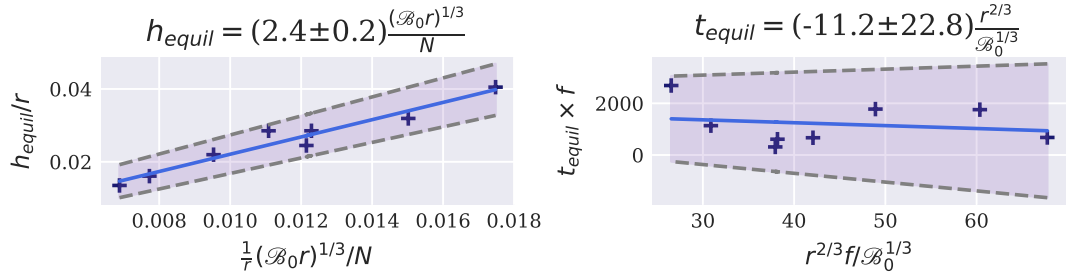 h_equil = (2.4±0.2) (ℬ₀r)^1/3 / N
0.04
0.02
h_equil/r
0.008 0.010 0.012 0.014 0.016 0.018
1/r (ℬ₀r)^1/3/N
t_equil = (-11.2±22.8) r^2/3 / ℬ₀^1/3
2000
0
t_equil × f
30 40 50 60
r^2/3 f/ℬ₀^1/3